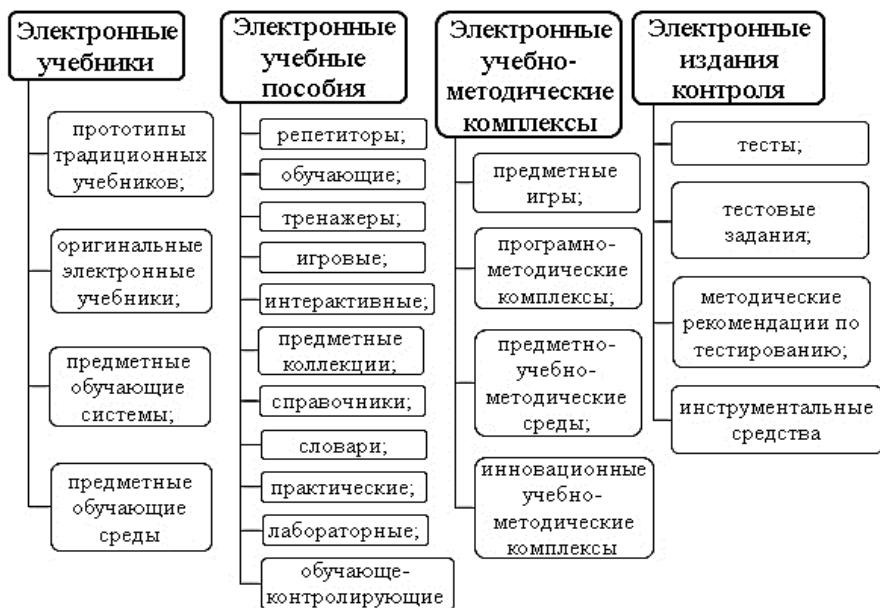 Электронные
учебники
прототипы
традиционных
учебников;
оригинальные
электронные
учебники;
предметные
обучающие
системы;
предметные
обучающие
среды
Электронные
учебные
пособия
репетиторы;
обучающие;
тренажеры;
игровые;
интерактивные;
предметные
коллекции;
справочники;
словари;
практические;
лабораторные;
обучающе-
контролирующие
Электронные
учебно-
методические
комплексы
предметные
игры;
програмно-
методические
комплексы;
предметно-
учебно-
методические
среды;
инновационные
учебно-
методические
комплексы
Электронные
издания
контроля
тесты;
тестовые
задания;
методические
рекомендации по
тестированию;
инструментальные
средства